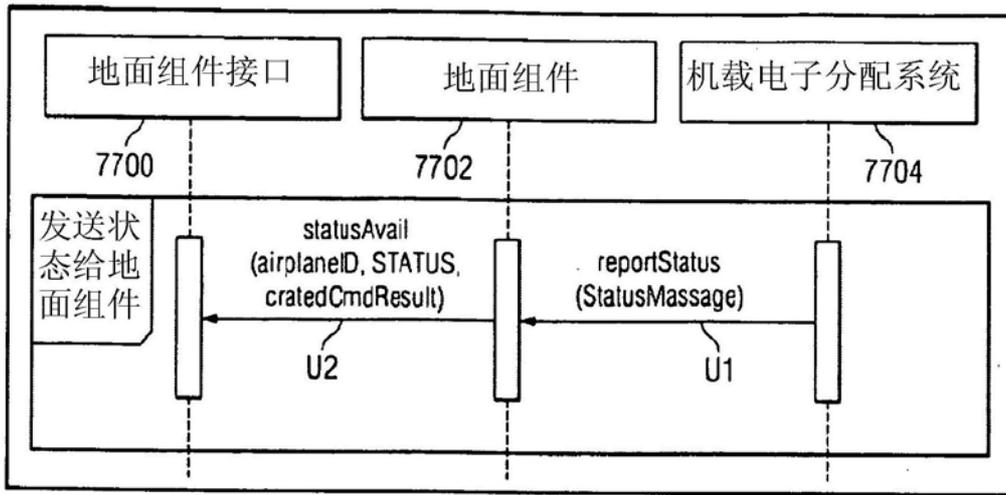 地面组件接口
地面组件
机载电子分配系统
7700
7702
7704
发送状
态给地
面组件
statusAvail
(airplaneID, STATUS,
cratedCmdResult)
U2
reportStatus
(StatusMassage)
U1